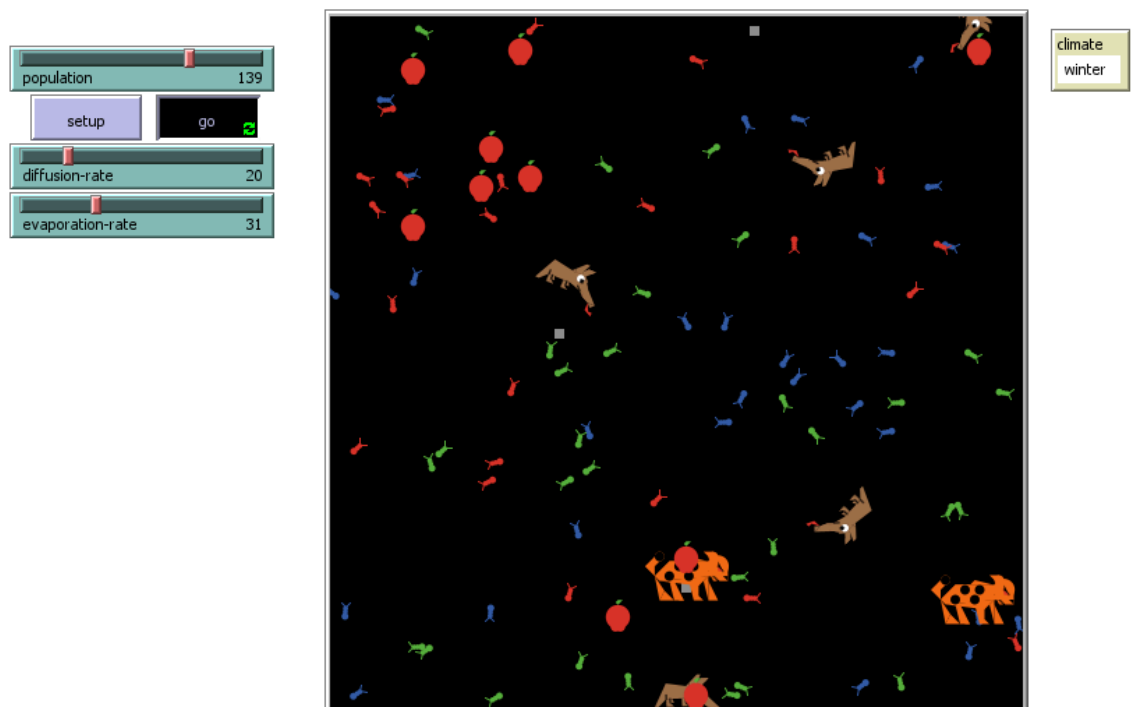 population 139
setup
go
diffusion-rate 20
evaporation-rate 31
climate
winter